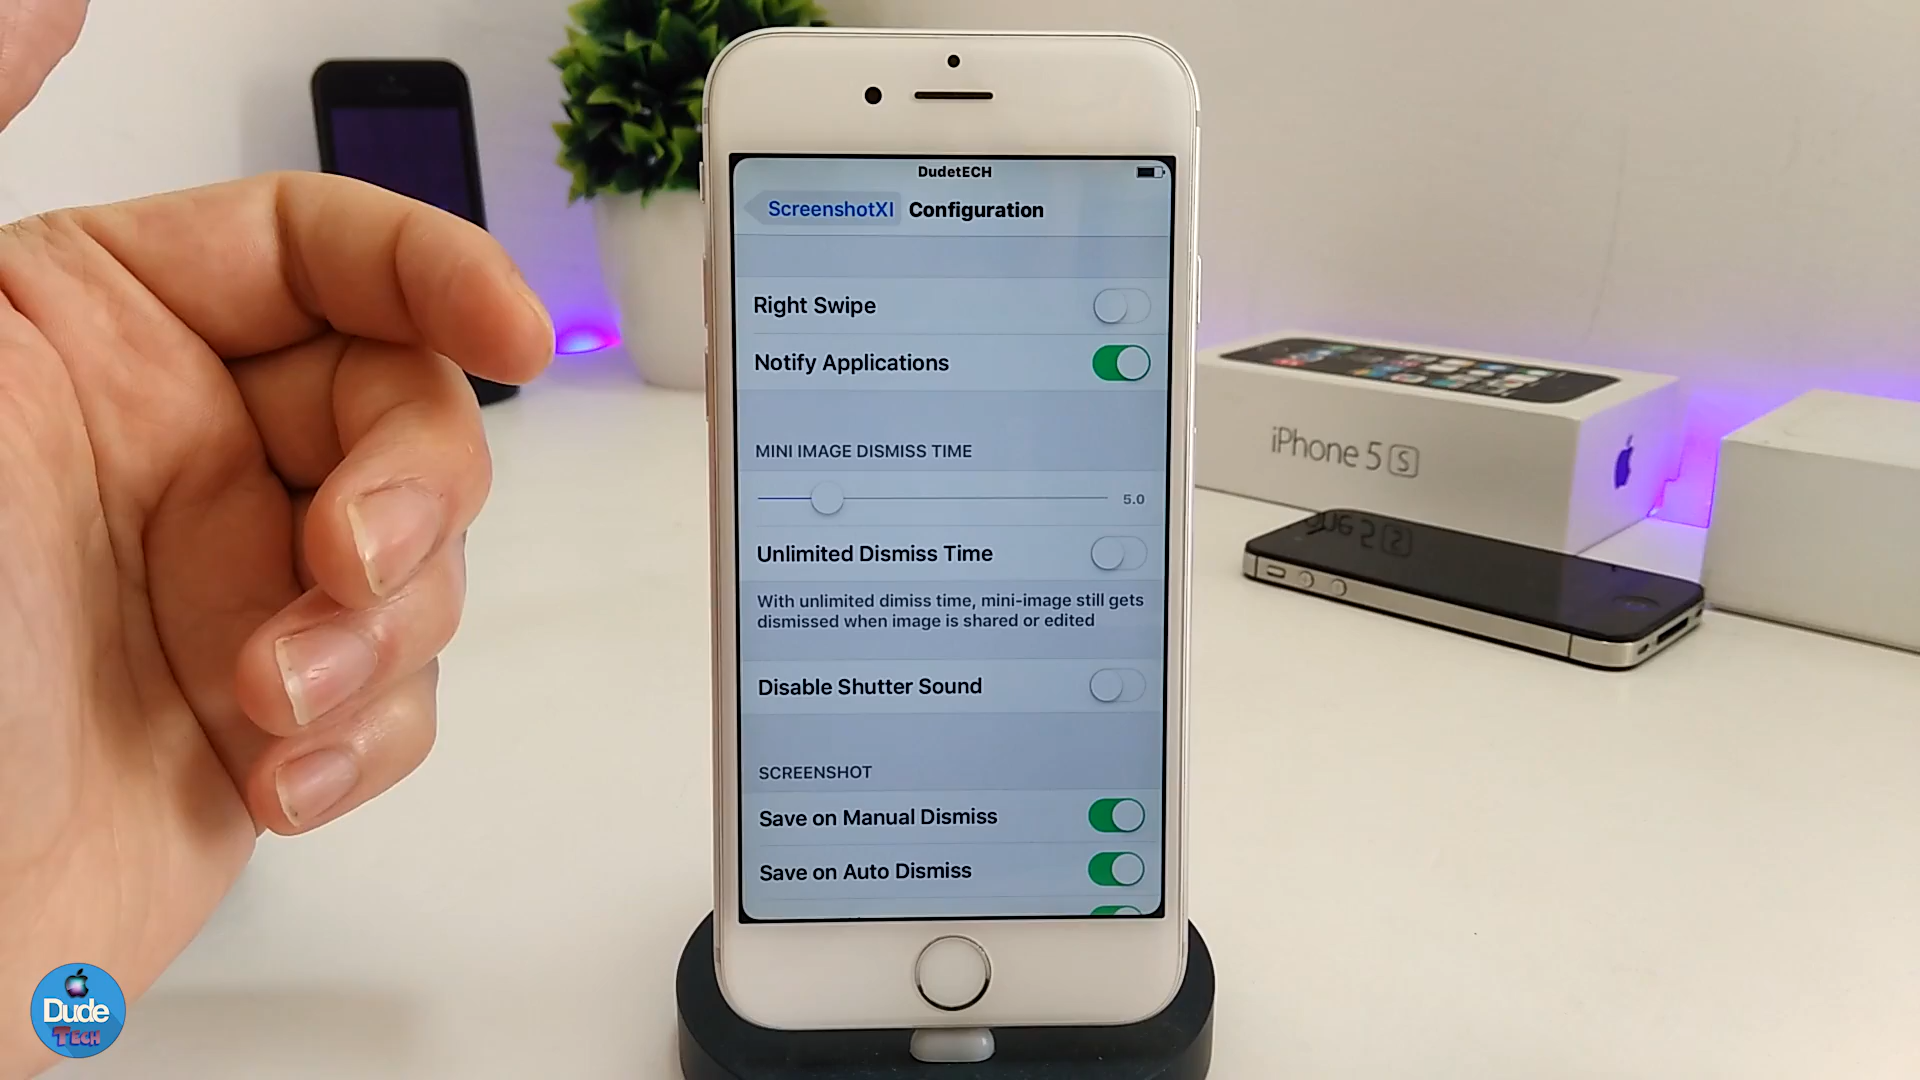 DudetECH
ScreenshotXI Configuration
Right Swipe
Notify Applications
MINI IMAGE DISMISS TIME
5.0
Unlimited Dismiss Time
With unlimited dimiss time, mini-image still gets
dismissed when image is shared or edited
Disable Shutter Sound
SCREENSHOT
Save on Manual Dismiss
Save on Auto Dismiss
iPhone 5 S
Dude
TECH